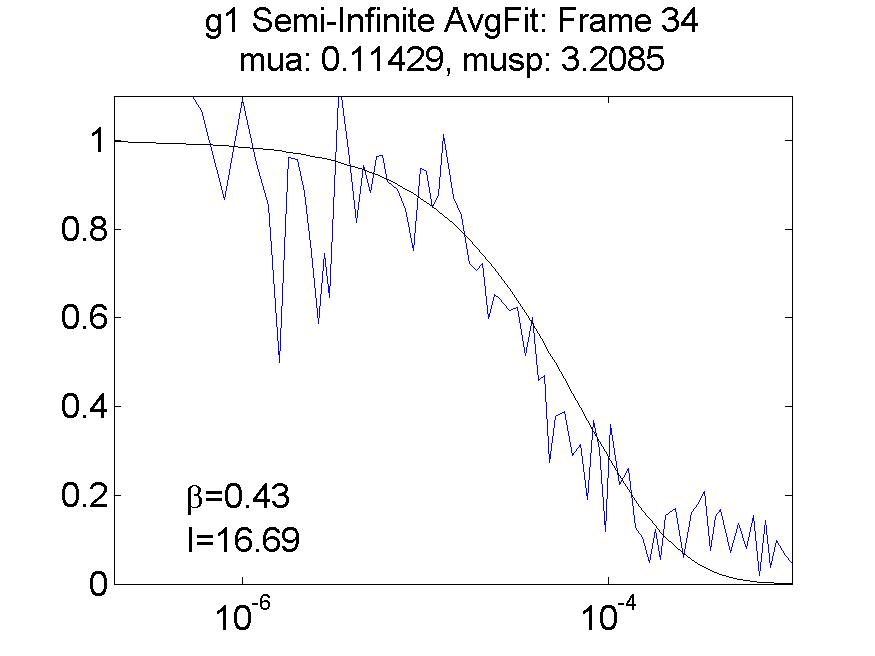 g1 Semi-Infinite AvgFit: Frame 34
mua: 0.11429, musp: 3.2085
1
0.8
0.6
0.4
0.2
0
β=0.43
I=16.69
10^-6
10^-4